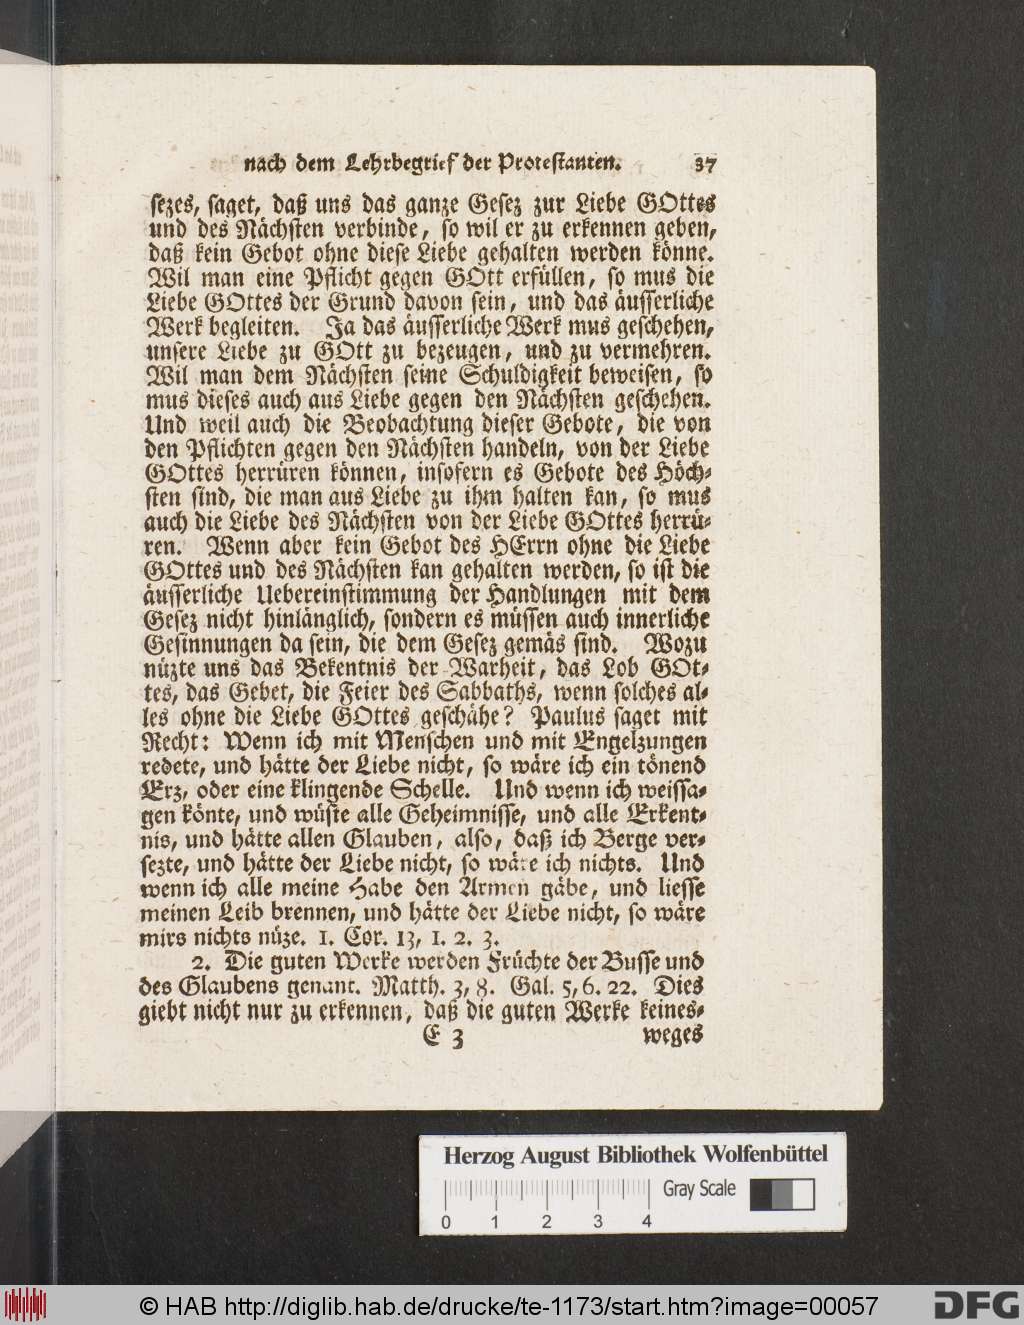 nach dem Lehrbegrief der Protestanten. 37
sezes, saget, daß uns das ganze Gesez zur Liebe GOttes
und des Nächsten verbinde, so wil er zu erkennen geben,
daß kein Gebot ohne diese Liebe gehalten werden könne.
Wil man eine Pflicht gegen GOtt erfüllen, so mus die
Liebe GOttes der Grund davon sein, und das äusserliche
Werk begleiten. Ja das äusserliche Werk mus geschehen,
unsere Liebe zu GOtt zu bezeugen, und zu vermehren.
Wil man dem Nächsten seine Schuldigkeit beweisen, so
mus dieses auch aus Liebe gegen den Nächsten geschehen.
Und weil auch die Beobachtung dieser Gebote, die von
den Pflichten gegen den Nächsten handeln, von der Liebe
GOttes herrüren können, insofern es Gebote des Höch-
sten sind, die man aus Liebe zu ihm halten kan, so mus
auch die Liebe des Nächsten von der Liebe GOttes herrü-
ren. Wenn aber kein Gebot des HErrn ohne die Liebe
GOttes und des Nächsten kan gehalten werden, so ist die
äusserliche Uebereinstimmung der Handlungen mit dem
Gesez nicht hinlänglich, sondern es müssen auch innerliche
Gesinnungen da sein, die dem Gesez gemäs sind. Wozu
nüzte uns das Bekentnis der Warheit, das Lob GOt-
tes, das Gebet, die Feier des Sabbaths, wenn solches al-
les ohne die Liebe GOttes geschähe? Paulus saget mit
Recht: Wenn ich mit Menschen und mit Engelzungen
redete, und hätte der Liebe nicht, so wäre ich ein tönend
Erz, oder eine klingende Schelle. Und wenn ich weissa-
gen könte, und wüste alle Geheimnisse, und alle Erkent-
nis, und hätte allen Glauben, also, daß ich Berge ver-
sezte, und hätte der Liebe nicht, so wäre ich nichts. Und
wenn ich alle meine Habe den Armen gäbe, und liesse
meinen Leib brennen, und hätte der Liebe nicht, so wäre
mirs nichts nüze. 1. Cor. 13, 1. 2. 3.
2. Die guten Werke werden Früchte der Busse und
des Glaubens genant. Matth. 3, 8. Gal. 5, 6. 22. Dies
giebt nicht nur zu erkennen, daß die guten Werke keines-
C 3 weges
Herzog August Bibliothek Wolfenbüttel
Gray Scale
0 1 2 3 4
© HAB http://diglib.hab.de/drucke/te-1173/start.htm?image=00057 DFG